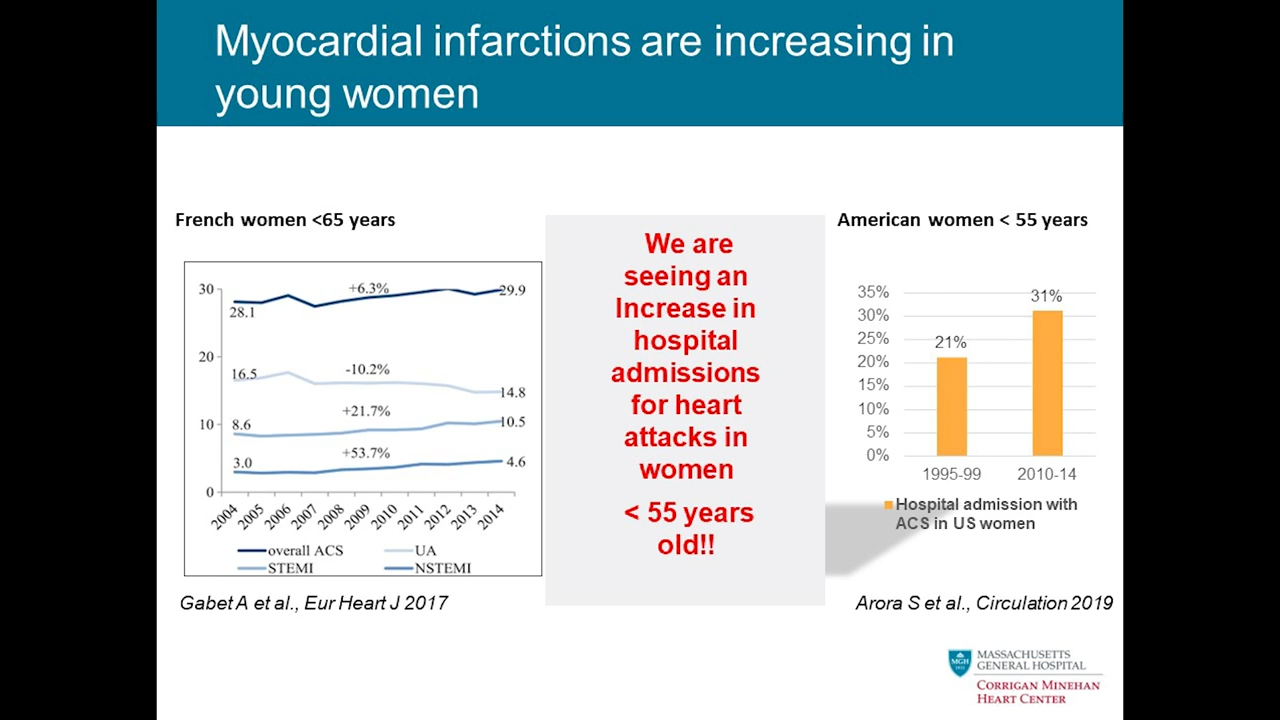 Myocardial infarctions are increasing in
young women
French women <65 years
30
20
10
0
28.1
+6.3%
29.9
16.5
-10.2%
14.8
8.6
+21.7%
10.5
3.0
+53.7%
4.6
2004
2005
2006
2007
2008
2009
2010
2011
2012
2013
2014
overall ACS
UA
STEMI
NSTEMI
Gabet A et al., Eur Heart J 2017
We are
seeing an
Increase in
hospital
admissions
for heart
attacks in
women
< 55 years
old!!
American women < 55 years
35%
30%
25%
20%
15%
10%
5%
0%
21%
31%
1995-99
2010-14
Hospital admission with
ACS in US women
Arora S et al., Circulation 2019
MGH
1811
MASSACHUSETTS
GENERAL HOSPITAL
CORRIGAN MINEHAN
HEART CENTER